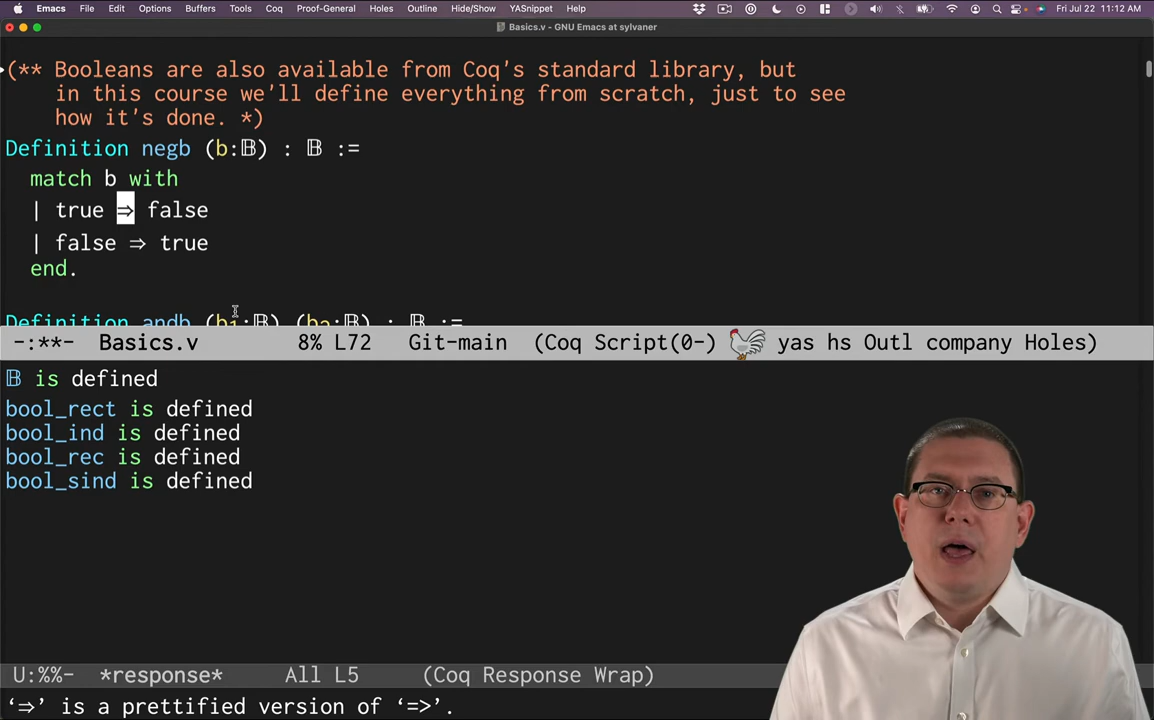 Emacs File Edit Options Buffers Tools Coq Proof-General Holes Outline Hide/Show YASnippet Help Fri Jul 22 11:12 AM
Basics.v - GNU Emacs at sylvaner
(** Booleans are also available from Coq's standard library, but
in this course we'll define everything from scratch, just to see
how it's done. *)
Definition negb (b:𝔹) : 𝔹 :=
match b with
| true ⇒ false
| false ⇒ true
end.
Definition andb (b₁:𝔹) (b₂:𝔹) : 𝔹 :=
-:**- Basics.v 8% L72 Git-main (Coq Script(0-) yas hs Outl company Holes)
𝔹 is defined
bool_rect is defined
bool_ind is defined
bool_rec is defined
bool_sind is defined
U:%%- *response* All L5 (Coq Response Wrap)
‘⇒’ is a prettified version of ‘=>’.